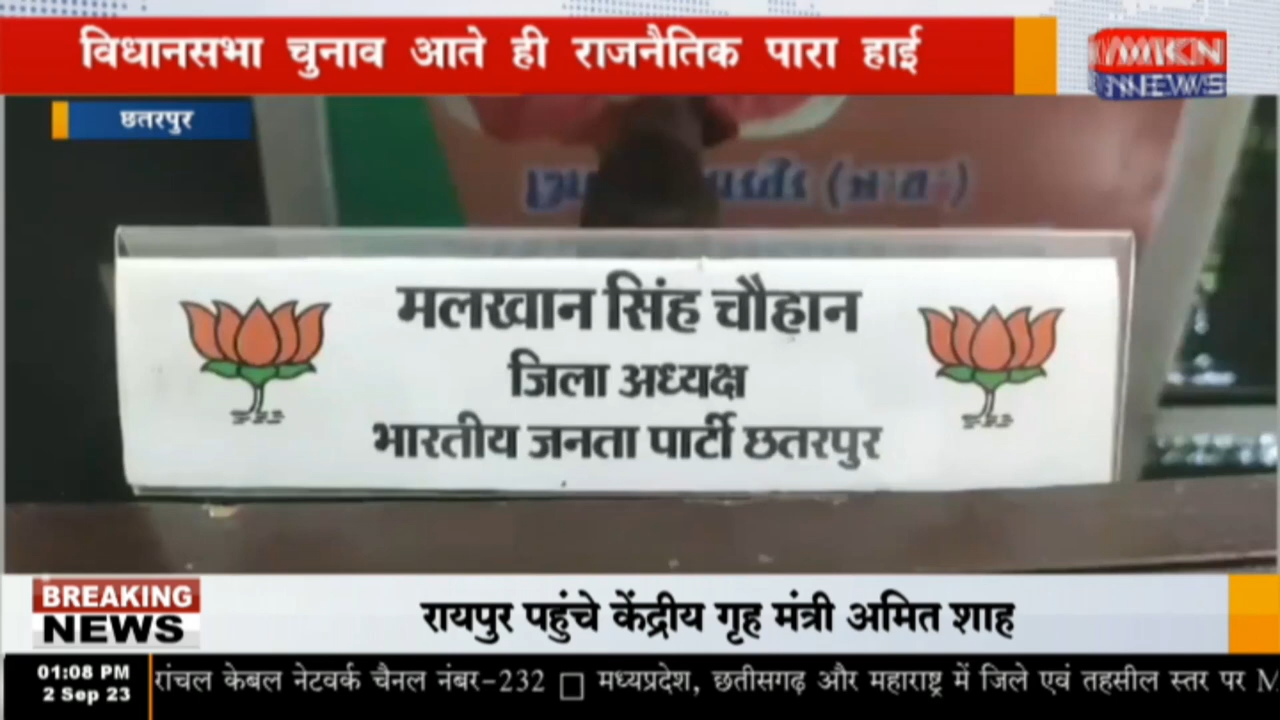 विधानसभा चुनाव आते ही राजनैतिक पारा हाई
NEWS
छतरपुर
मलखान सिंह चौहान
जिला अध्यक्ष
भारतीय जनता पार्टी छतरपुर
BREAKING
NEWS
रायपुर पहुंचे केंद्रीय गृह मंत्री अमित शाह
01:08 PM
2 Sep 23
रांचल केबल नेटवर्क चैनल नंबर-232 □ मध्यप्रदेश, छतीसगढ़ और महाराष्ट्र में जिले एवं तहसील स्तर पर M